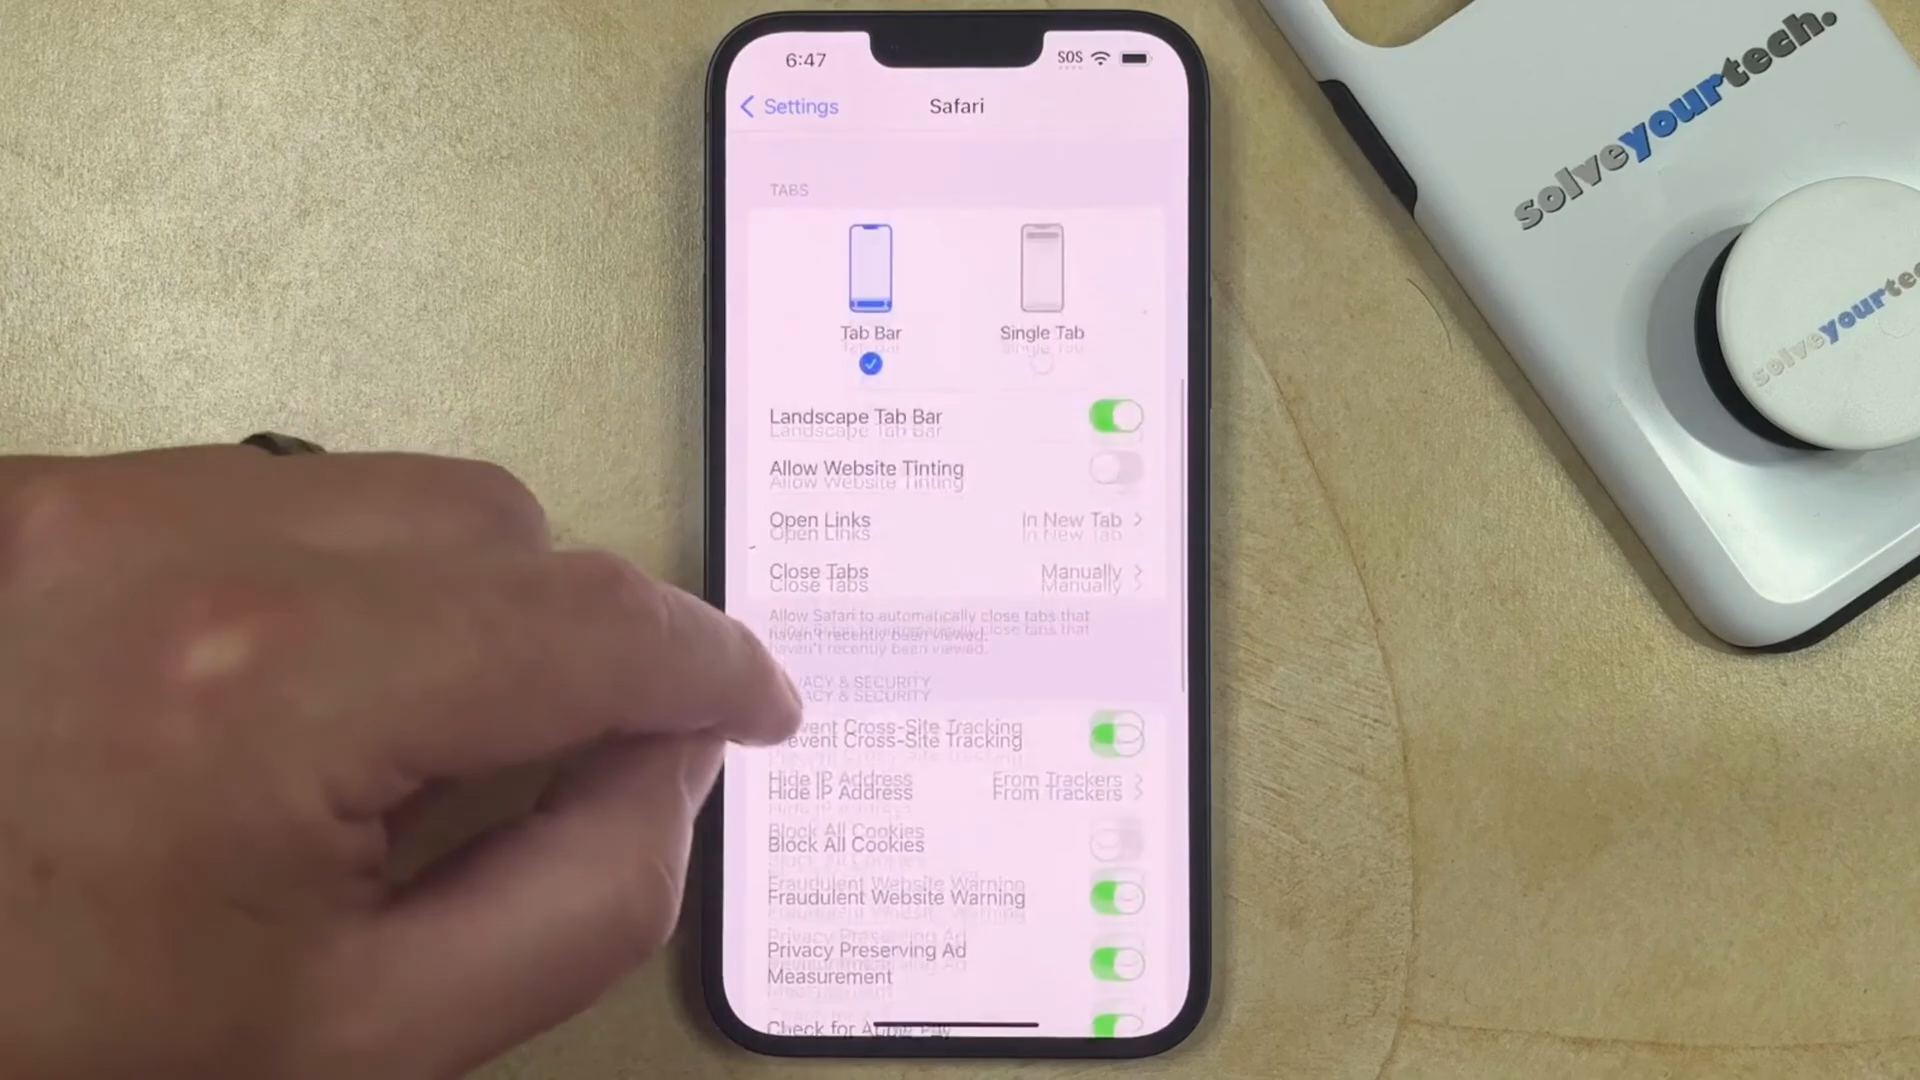 6:47
SOS
Settings
Safari
TABS
Tab Bar
Single Tab
Landscape Tab Bar
Allow Website Tinting
Open Links
In New Tab
Close Tabs
Manually
Allow Safari to automatically close tabs that
haven't recently been viewed.
& SECURITY
Cross-Site Tracking
Hide IP Address
From Trackers
Block All Cookies
Fraudulent Website Warning
Privacy Preserving Ad
Measurement
Check for Apple Pay
solveyourtech.
solveyourtec